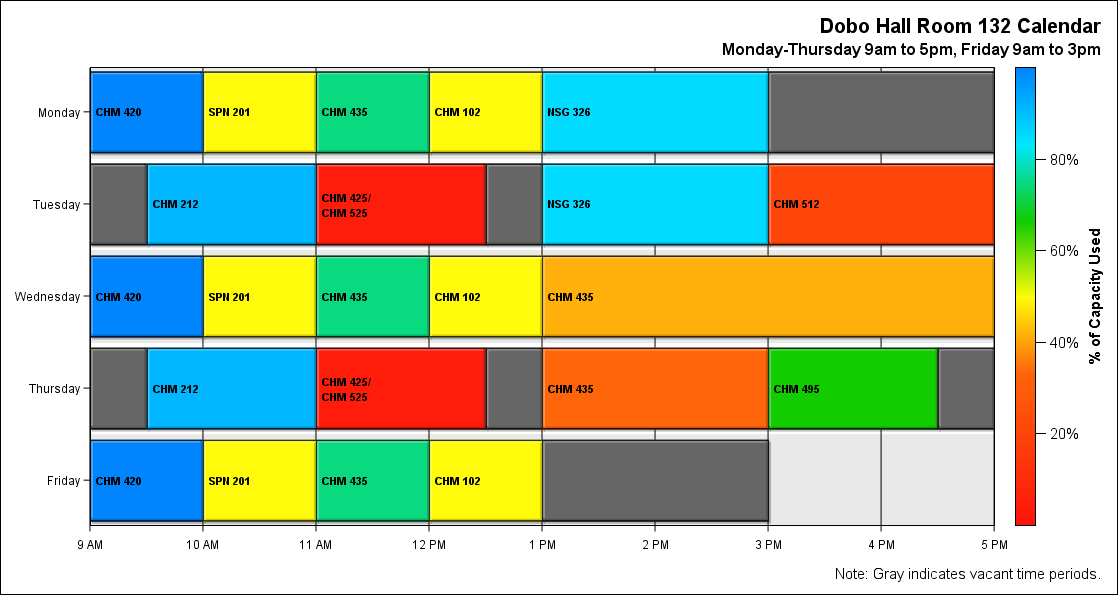 Dobo Hall Room 132 Calendar
Monday-Thursday 9am to 5pm, Friday 9am to 3pm
Monday
CHM 420
SPN 201
CHM 435
CHM 102
NSG 326
Tuesday
CHM 212
CHM 425/
CHM 525
NSG 326
CHM 512
Wednesday
CHM 420
SPN 201
CHM 435
CHM 102
CHM 435
Thursday
CHM 212
CHM 425/
CHM 525
CHM 435
CHM 495
Friday
CHM 420
SPN 201
CHM 435
CHM 102
9 AM
10 AM
11 AM
12 PM
1 PM
2 PM
3 PM
4 PM
5 PM
80%
60%
40%
20%
% of Capacity Used
Note: Gray indicates vacant time periods.